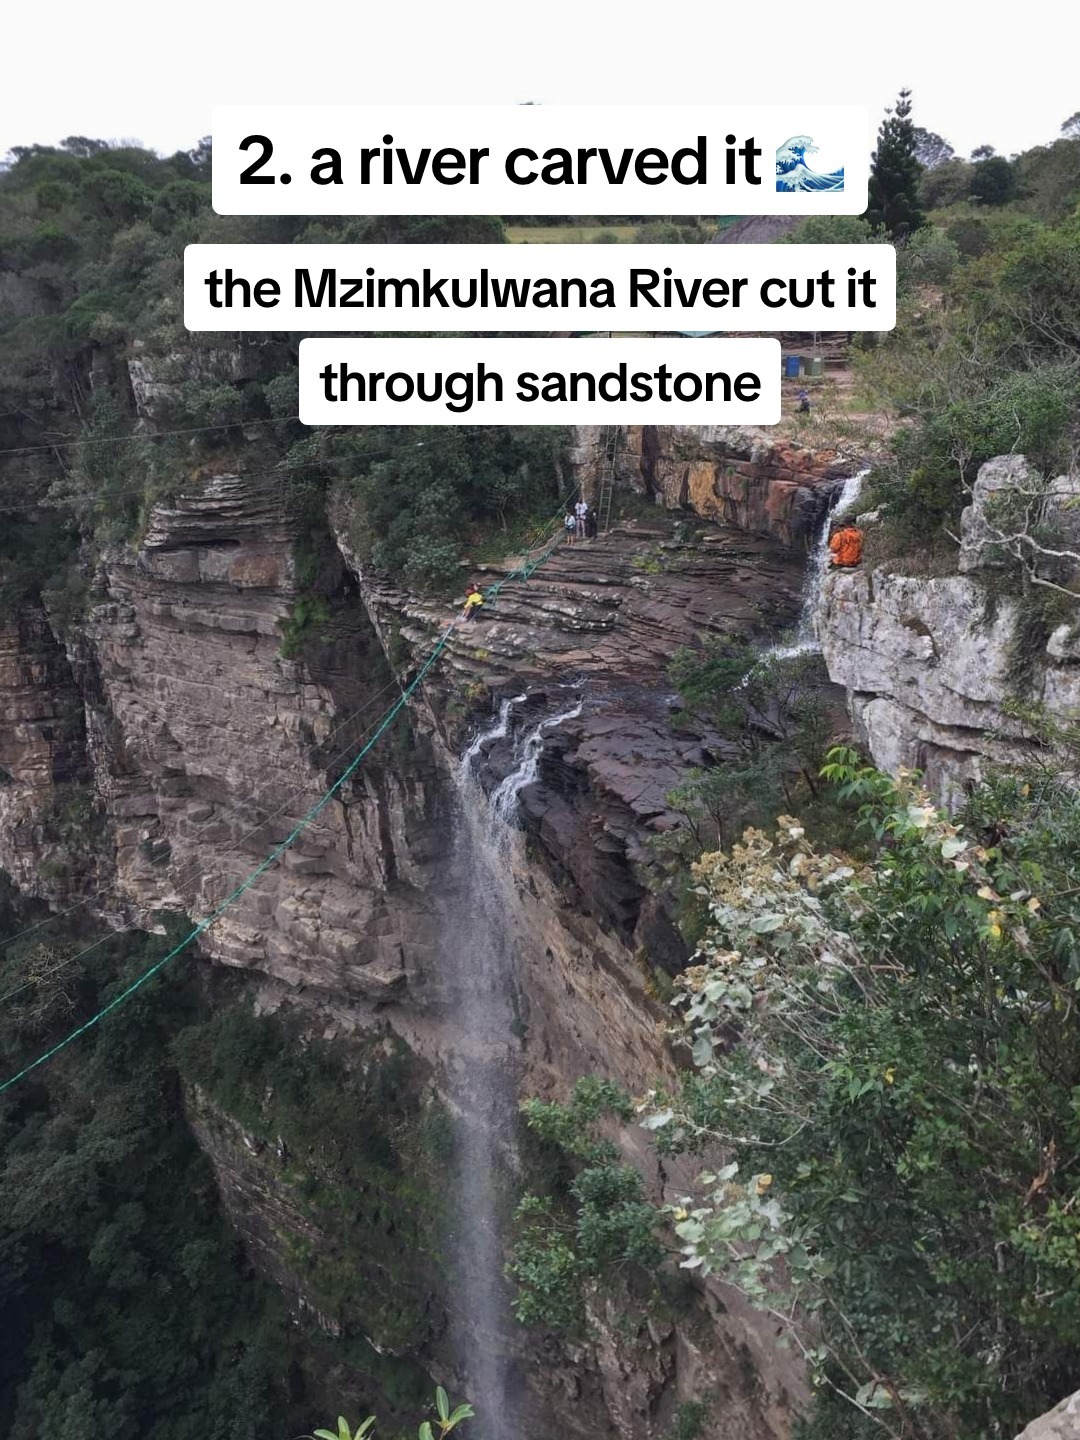 2. a river carved it 🌊
the Mzimkulwana River cut it
through sandstone